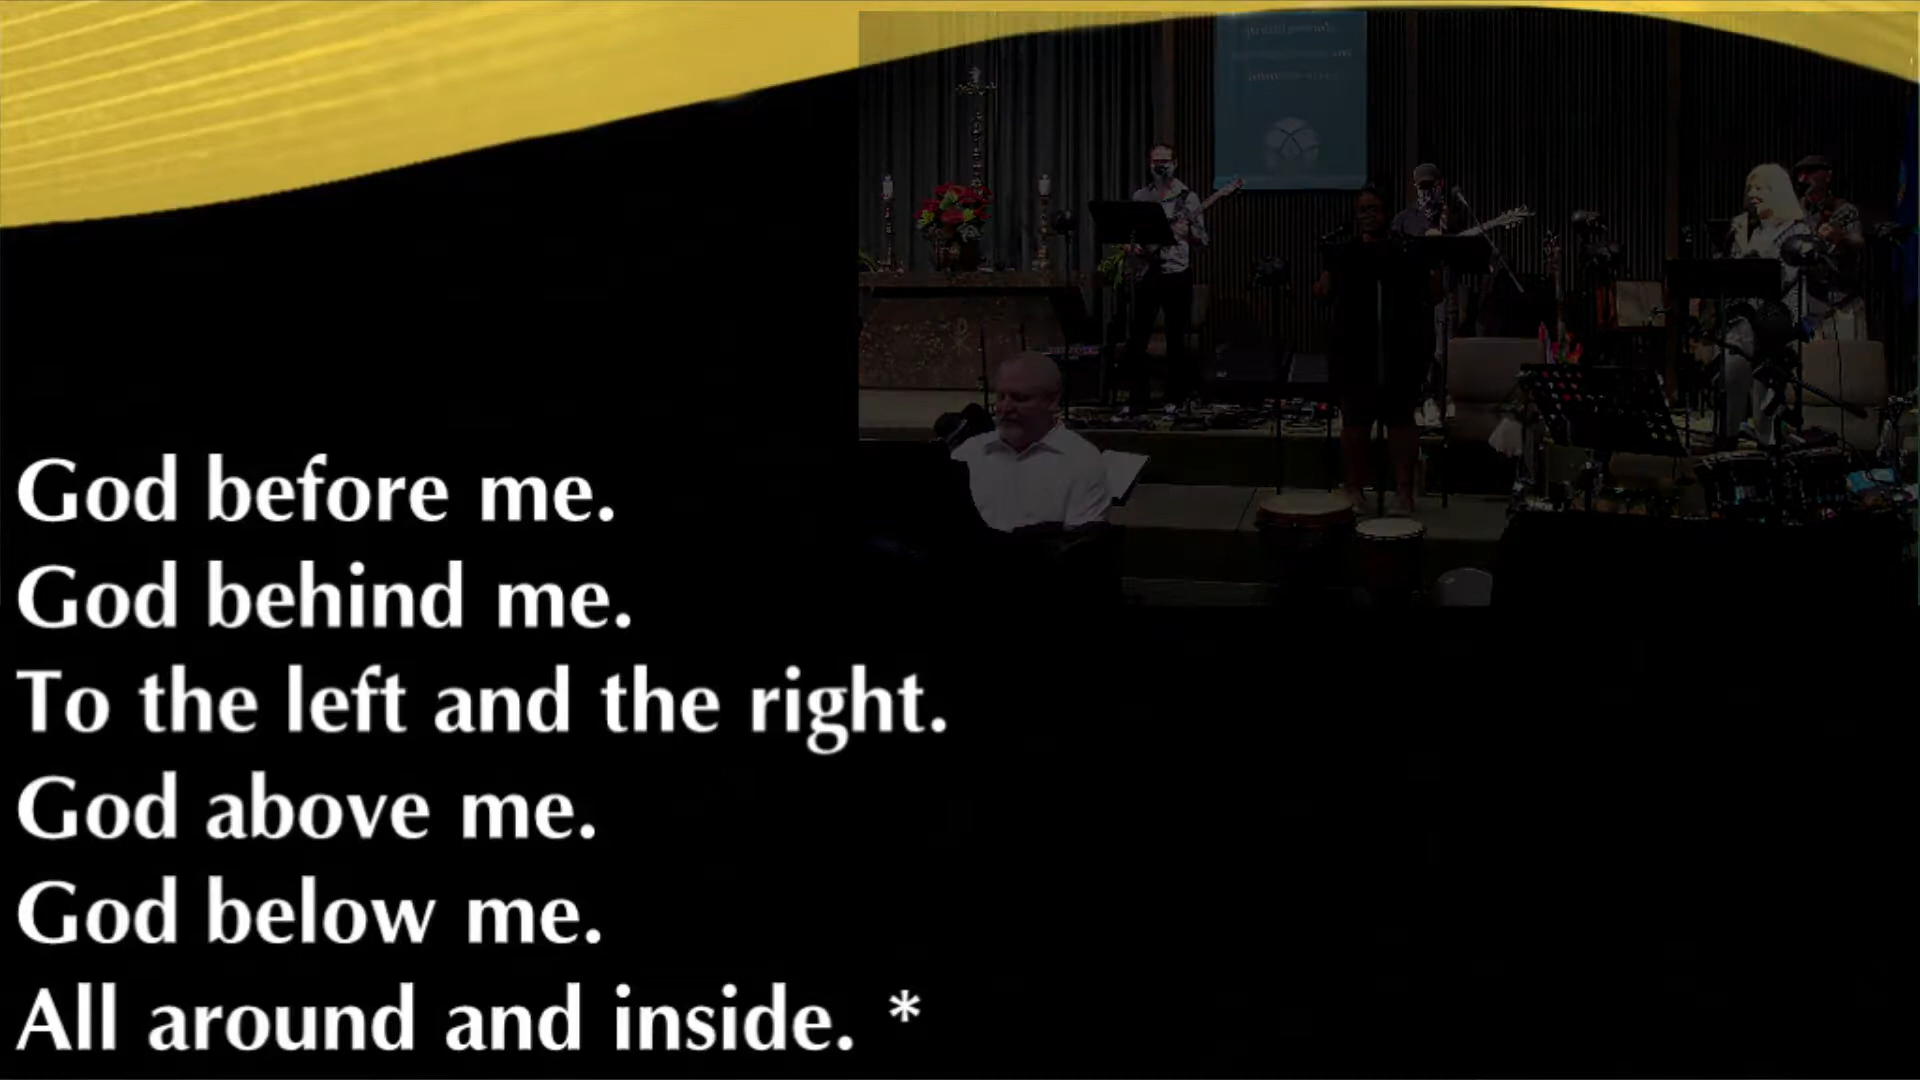 God before me.
God behind me.
To the left and the right.
God above me.
God below me.
All around and inside. *